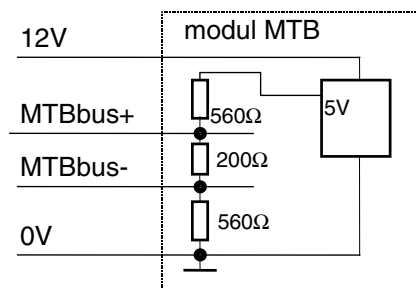 12V
modul MTB
MTBbus+
560Ω
5V
MTBbus-
200Ω
560Ω
0V